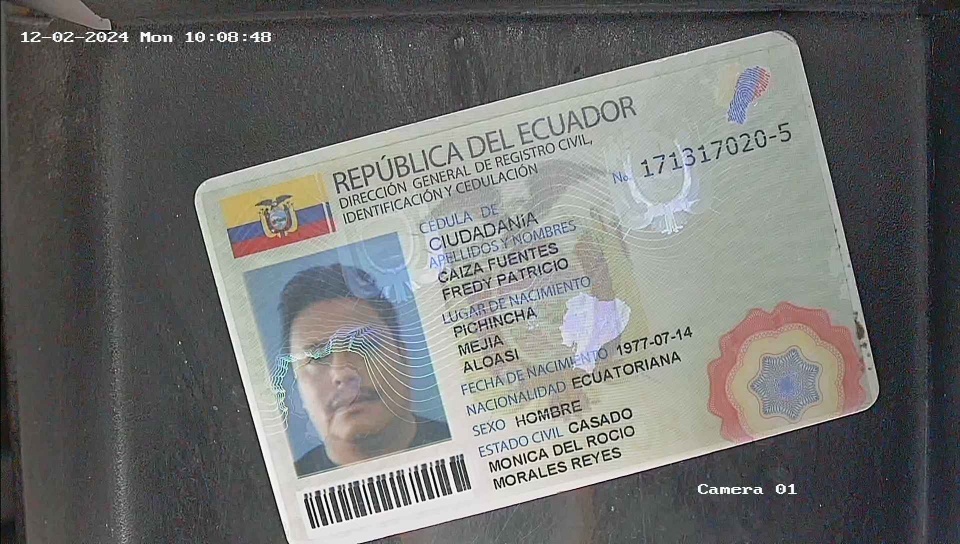 12-02-2024 Mon 10:08:48
REPÚBLICA DEL ECUADOR
DIRECCIÓN GENERAL DE REGISTRO CIVIL,
IDENTIFICACIÓN Y CEDULACIÓN
No. 171317020-5
CÉDULA DE
CIUDADANÍA
APELLIDOS Y NOMBRES
CAIZA FUENTES
FREDY PATRICIO
LUGAR DE NACIMIENTO
PICHINCHA
MEJIA
ALOASI
FECHA DE NACIMIENTO 1977-07-14
NACIONALIDAD ECUATORIANA
SEXO HOMBRE
ESTADO CIVIL CASADO
MONICA DEL ROCIO
MORALES REYES
Camera 01